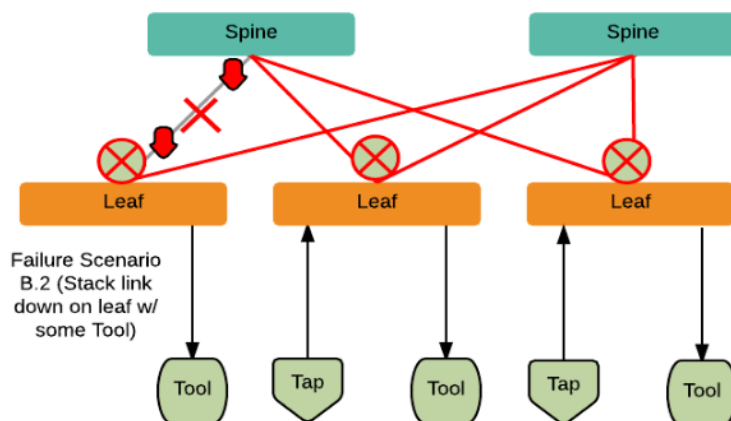 Spine
Spine
Leaf
Leaf
Leaf
Failure Scenario
B.2 (Stack link
down on leaf w/
some Tool)
Tool
Tap
Tool
Tap
Tool